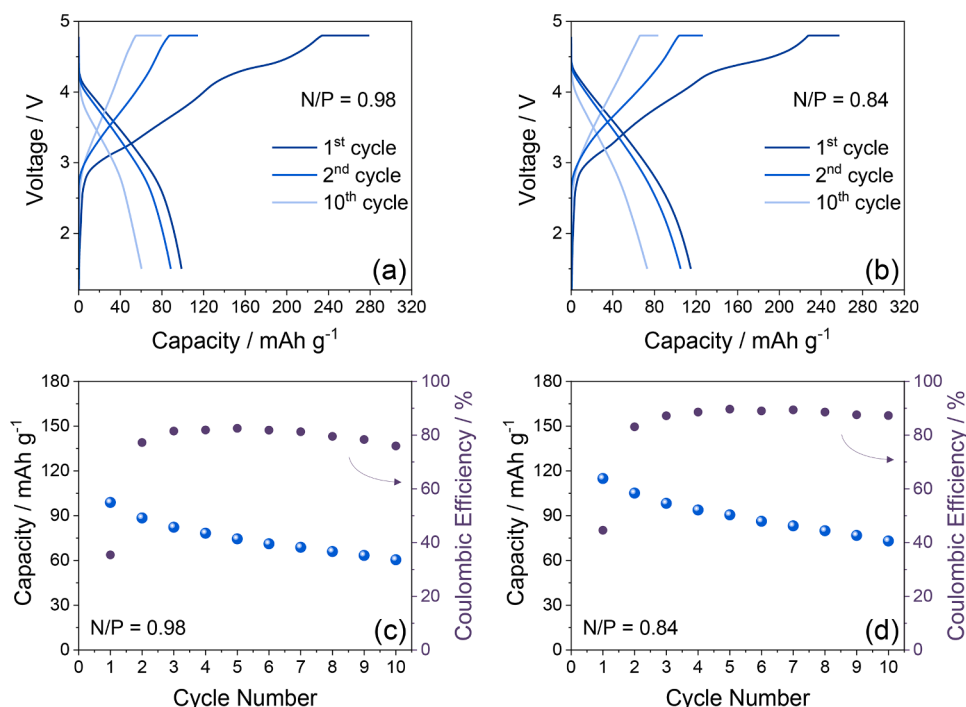 5
4
3
2
Voltage / V
N/P = 0.98
1st cycle
2nd cycle
10th cycle
(a)
0 40 80 120 160 200 240 280 320
Capacity / mAh g-1
5
4
3
2
Voltage / V
N/P = 0.84
1st cycle
2nd cycle
10th cycle
(b)
0 40 80 120 160 200 240 280 320
Capacity / mAh g-1
180
150
120
90
60
30
0
Capacity / mAh g-1
100
80
60
40
20
0
Coulombic Efficiency / %
N/P = 0.98
(c)
0 1 2 3 4 5 6 7 8 9 10
Cycle Number
180
150
120
90
60
30
0
Capacity / mAh g-1
100
80
60
40
20
0
Coulombic Efficiency / %
N/P = 0.84
(d)
0 1 2 3 4 5 6 7 8 9 10
Cycle Number